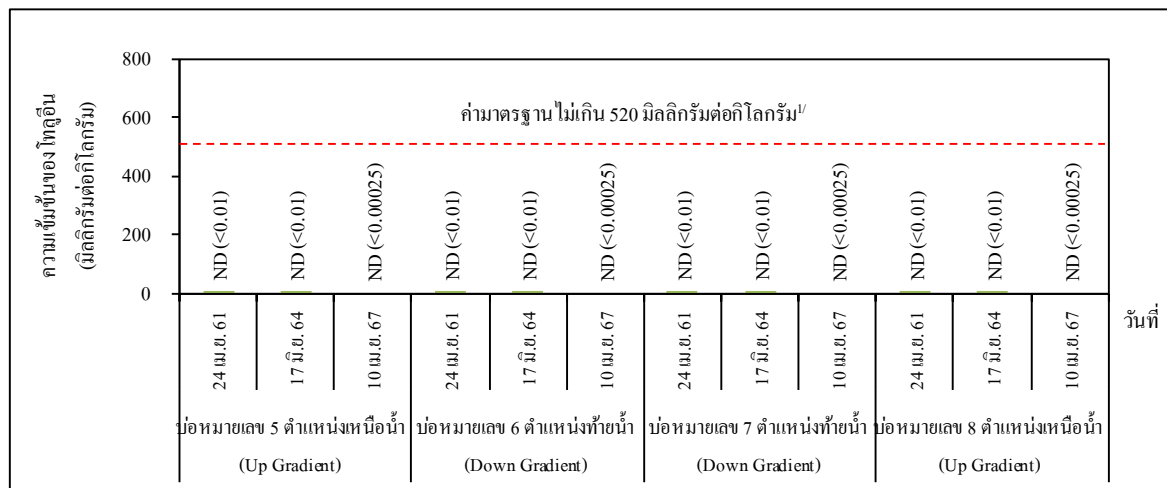 ความเข้มข้นของโทลูอีน
(มิลลิกรัมต่อกิโลกรัม)
800
600
400
200
0
ค่ามาตรฐานไม่เกิน 520 มิลลิกรัมต่อกิโลกรัม1/
ND (<0.01)
ND (<0.01)
ND (<0.00025)
ND (<0.01)
ND (<0.01)
ND (<0.00025)
ND (<0.01)
ND (<0.01)
ND (<0.00025)
ND (<0.01)
ND (<0.01)
ND (<0.00025)
24 เม.ย. 61
17 มิ.ย. 64
10 เม.ย. 67
24 เม.ย. 61
17 มิ.ย. 64
10 เม.ย. 67
24 เม.ย. 61
17 มิ.ย. 64
10 เม.ย. 67
24 เม.ย. 61
17 มิ.ย. 64
10 เม.ย. 67
วันที่
บ่อหมายเลข 5 ตำแหน่งเหนือน้ำ
(Up Gradient)
บ่อหมายเลข 6 ตำแหน่งท้ายน้ำ
(Down Gradient)
บ่อหมายเลข 7 ตำแหน่งท้ายน้ำ
(Down Gradient)
บ่อหมายเลข 8 ตำแหน่งเหนือน้ำ
(Up Gradient)